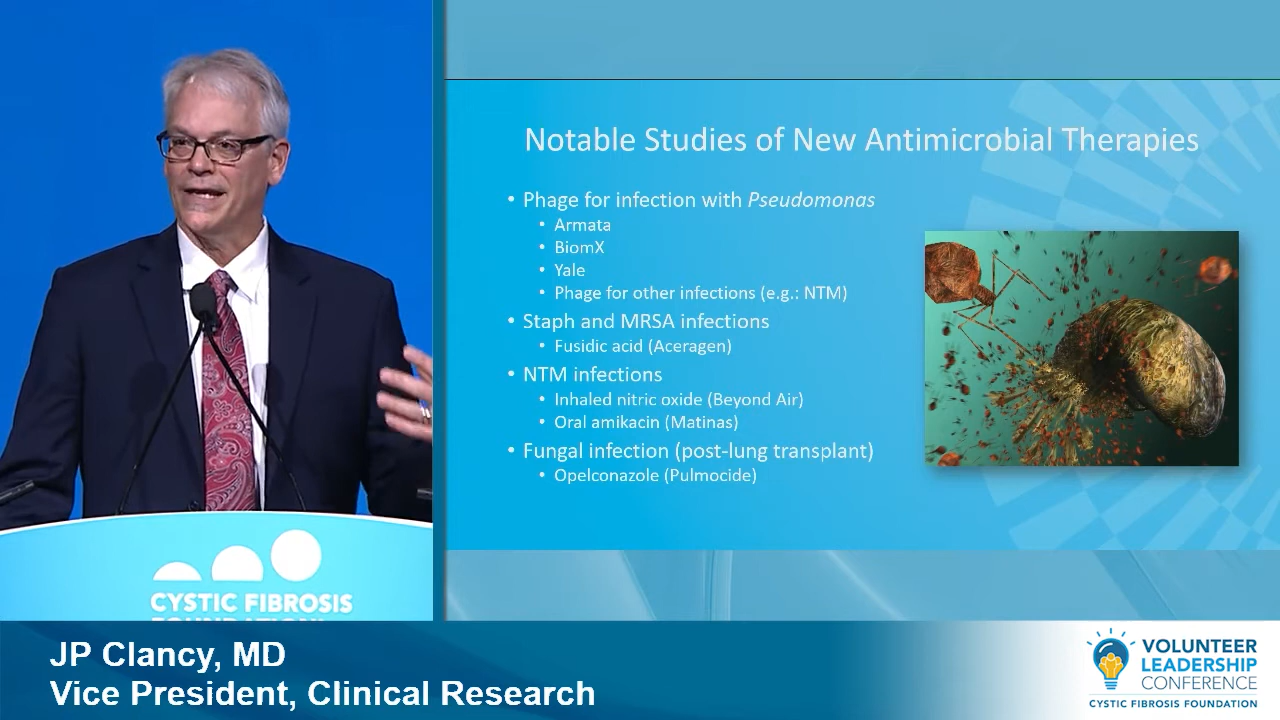 Notable Studies of New Antimicrobial Therapies
• Phage for infection with Pseudomonas
• Armata
• BiomX
• Yale
• Phage for other infections (e.g.: NTM)
• Staph and MRSA infections
• Fusidic acid (Aceragen)
• NTM infections
• Inhaled nitric oxide (Beyond Air)
• Oral amikacin (Matinas)
• Fungal infection (post-lung transplant)
• Opelconazole (Pulmocide)
CYSTIC FIBROSIS
FOUNDATION
JP Clancy, MD
Vice President, Clinical Research
VOLUNTEER
LEADERSHIP
CONFERENCE
CYSTIC FIBROSIS FOUNDATION